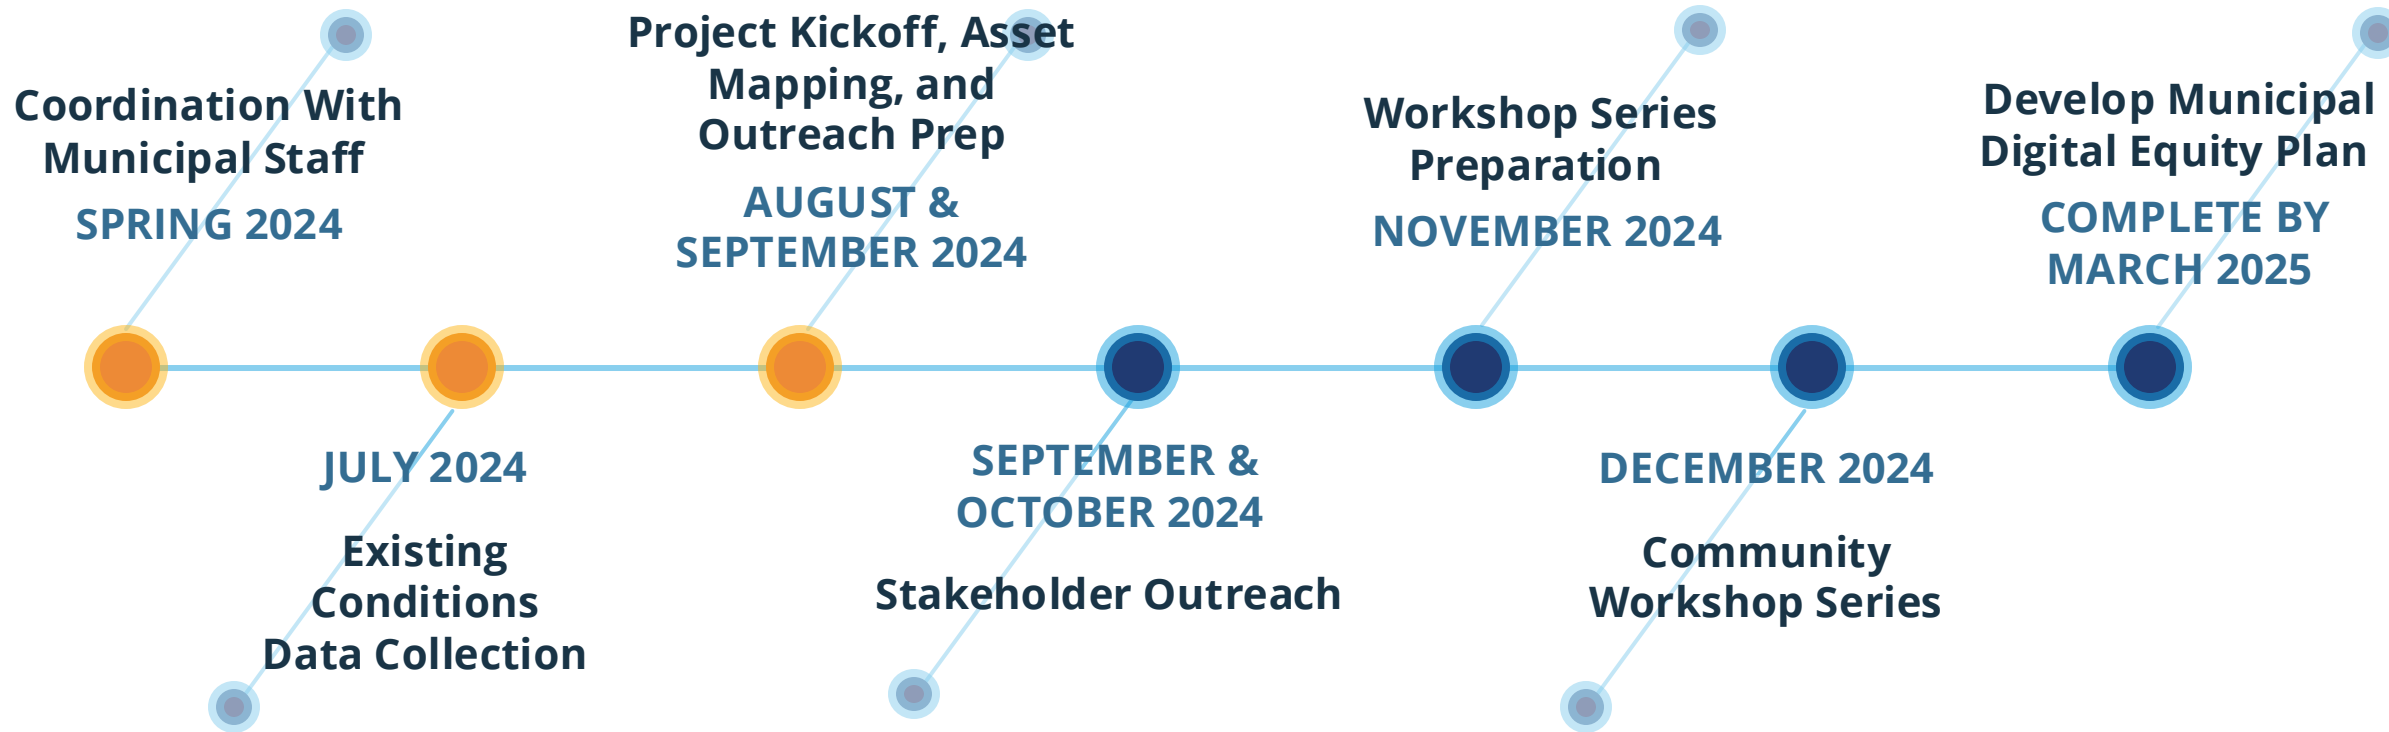 Coordination With
Municipal Staff
SPRING 2024
JULY 2024
Existing
Conditions
Data Collection
Project Kickoff, Asset
Mapping, and
Outreach Prep
AUGUST &
SEPTEMBER 2024
SEPTEMBER &
OCTOBER 2024
Stakeholder Outreach
Workshop Series
Preparation
NOVEMBER 2024
DECEMBER 2024
Community
Workshop Series
Develop Municipal
Digital Equity Plan
COMPLETE BY
MARCH 2025